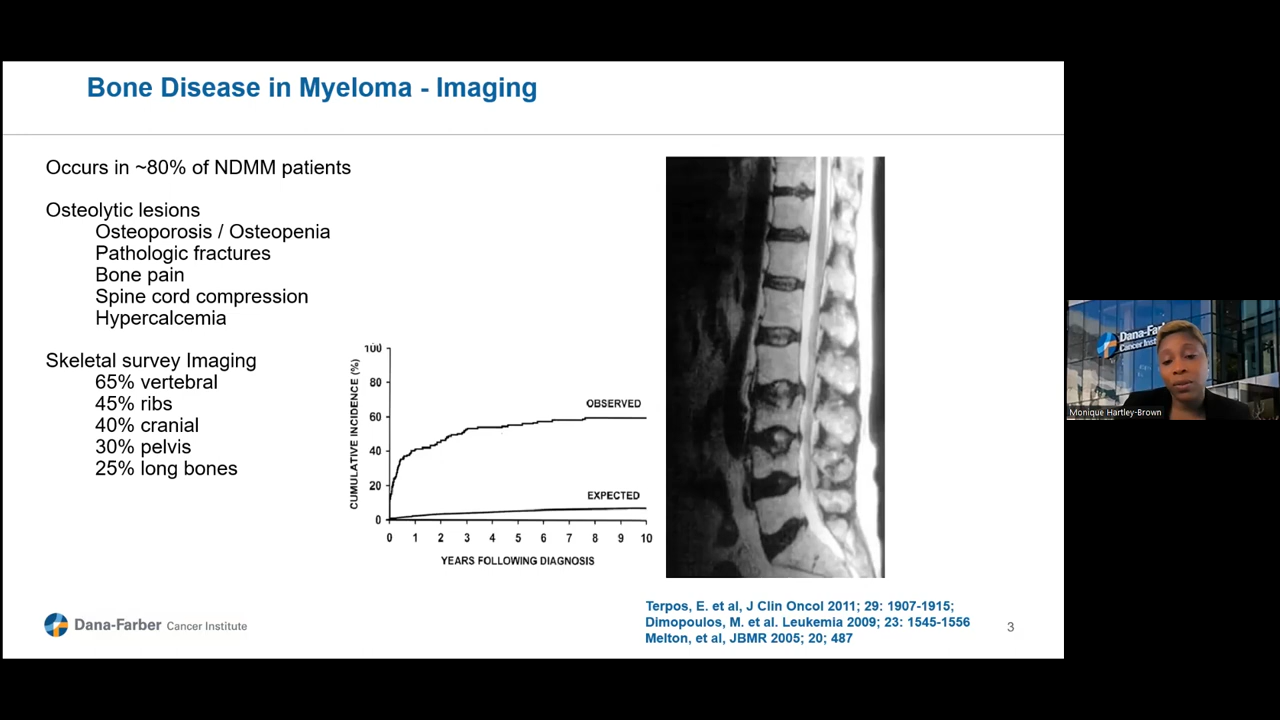 Bone Disease in Myeloma - Imaging
Occurs in ~80% of NDMM patients
Osteolytic lesions
Osteoporosis / Osteopenia
Pathologic fractures
Bone pain
Spine cord compression
Hypercalcemia
Skeletal survey Imaging
65% vertebral
45% ribs
40% cranial
30% pelvis
25% long bones
CUMULATIVE INCIDENCE (%)
100
80
60
40
20
0
OBSERVED
EXPECTED
0 1 2 3 4 5 6 7 8 9 10
YEARS FOLLOWING DIAGNOSIS
Terpos, E. et al, J Clin Oncol 2011; 29: 1907-1915;
Dimopoulos, M. et al. Leukemia 2009; 23: 1545-1556
Melton, et al, JBMR 2005; 20; 487
3
Dana-Farber Cancer Institute
Dana-Fa
Cancer Inst
Monique Hartley-Brown